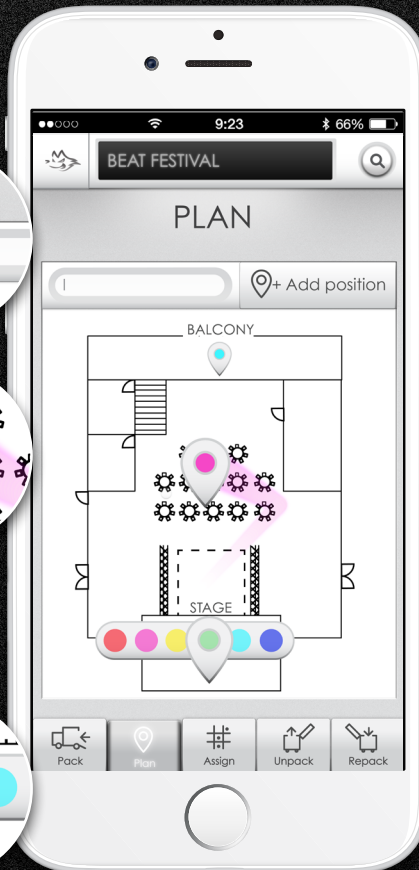 9:23
66%
BEAT FESTIVAL
PLAN
+ Add position
BALCONY
STAGE
Pack
Plan
Assign
Unpack
Repack